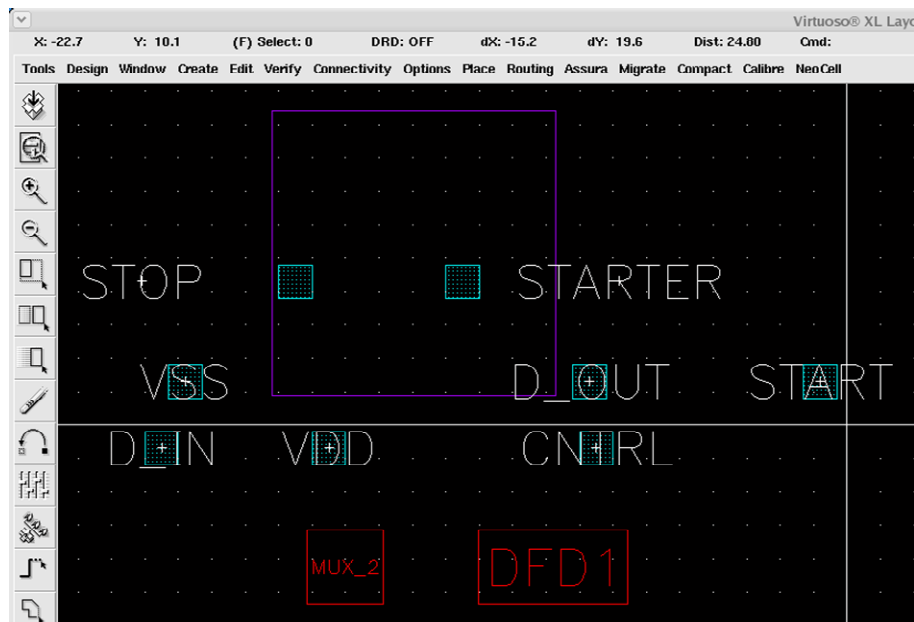 Virtuoso® XL Layo
X: -22.7 Y: 10.1 (F) Select: 0 DRD: OFF dX: -15.2 dY: 19.6 Dist: 24.80 Cmd:
Tools Design Window Create Edit Verify Connectivity Options Place Routing Assura Migrate Compact Calibre NeoCell
STOP STARTER
VSS D_OUT START
D_IN VDD CNTRL
MUX_2 DFD1